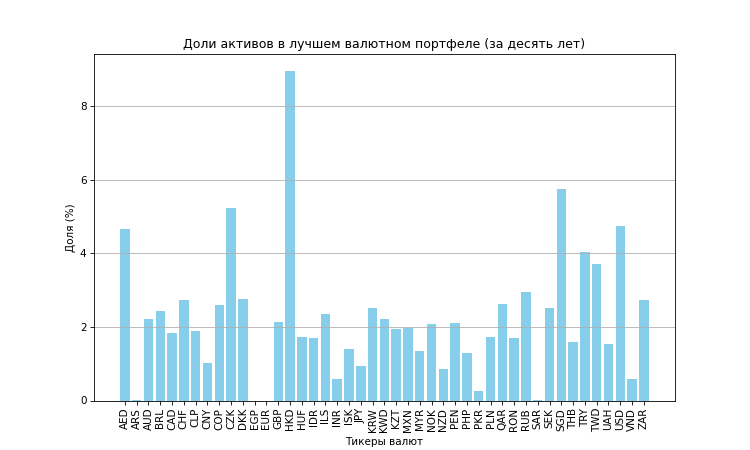 Доли активов в лучшем валютном портфеле (за десять лет)
Доля (%)
8
6
4
2
0
AED ARS AUD BRL CAD CHF CLP CNY COP CZK DKK EGP EUR GBP HKD HUF IDR ILS INR ISK JPY KRW KWD KZT MXN MYR NOK NZD PEN PHP PKR PLN QAR RON RUB SAR SEK SGD THB TRY TWD UAH USD VND ZAR
Тикеры валют